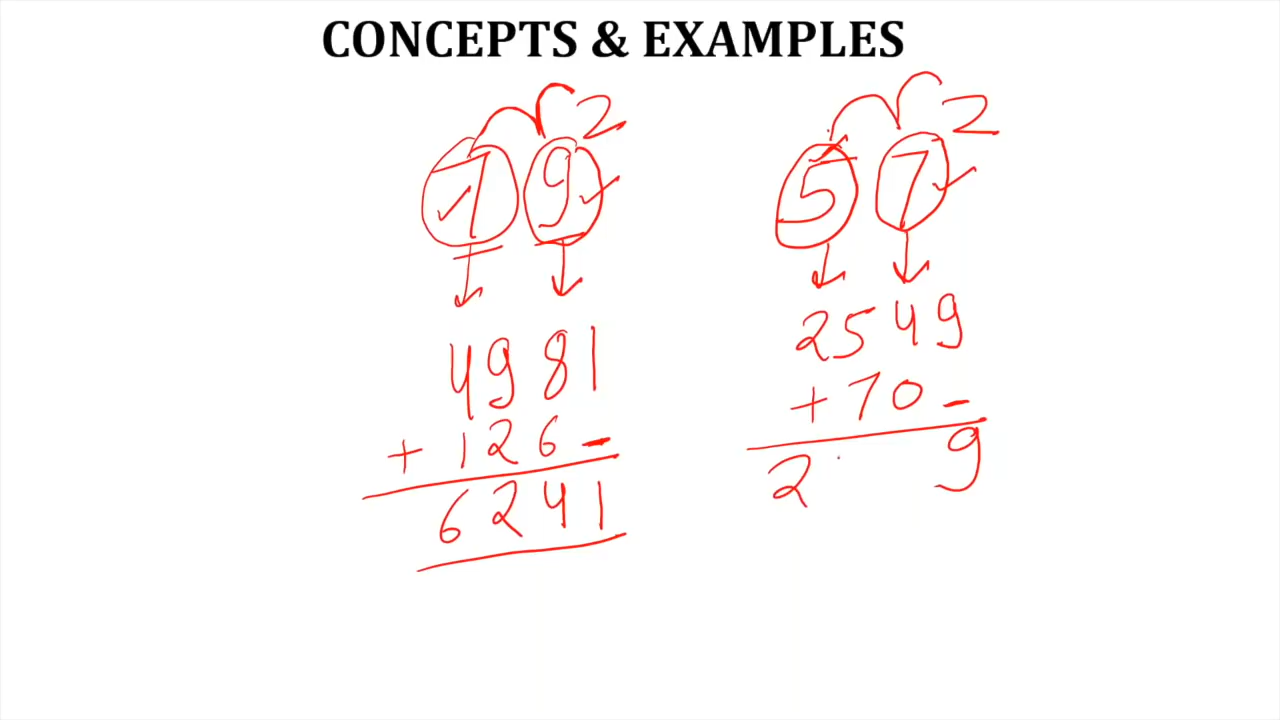 CONCEPTS & EXAMPLES
79 2
4981
+ 126 -
6241
57 2
2549
+ 70 -
2 9